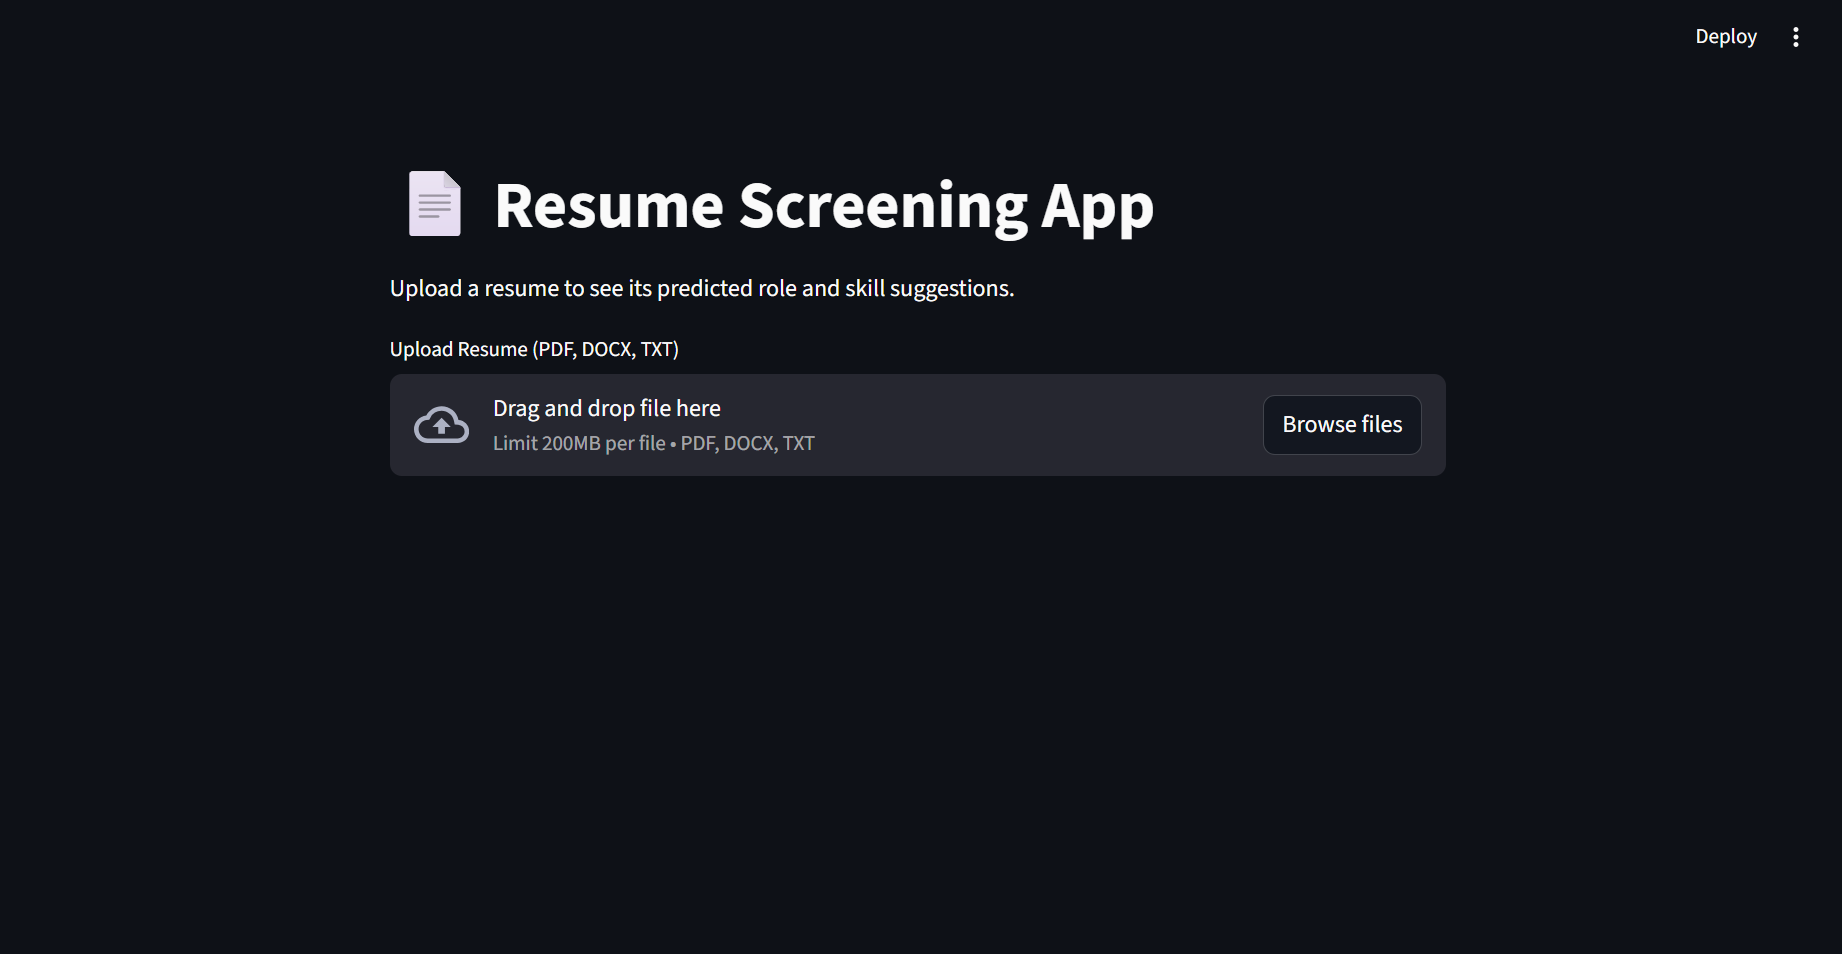 Deploy
Resume Screening App
Upload a resume to see its predicted role and skill suggestions.
Upload Resume (PDF, DOCX, TXT)
Drag and drop file here
Limit 200MB per file • PDF, DOCX, TXT
Browse files